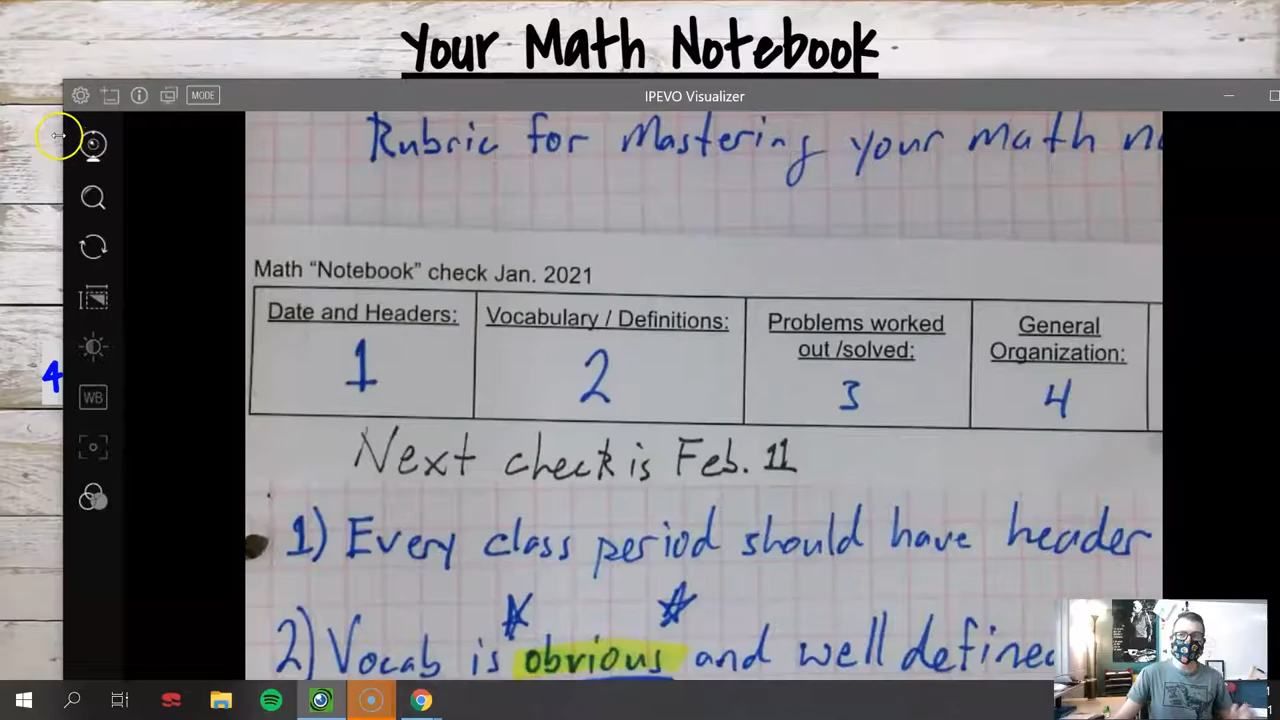 Your Math Notebook
MODE
IPEVO Visualizer
Rubric for Mastering your math
Math "Notebook" check Jan. 2021
Date and Headers:
1
Vocabulary / Definitions:
2
Problems worked
out /solved:
3
General
Organization:
4
4
WB
Next check is Feb. 11
1) Every class period should have header
2) Vocab is obvious and well defined